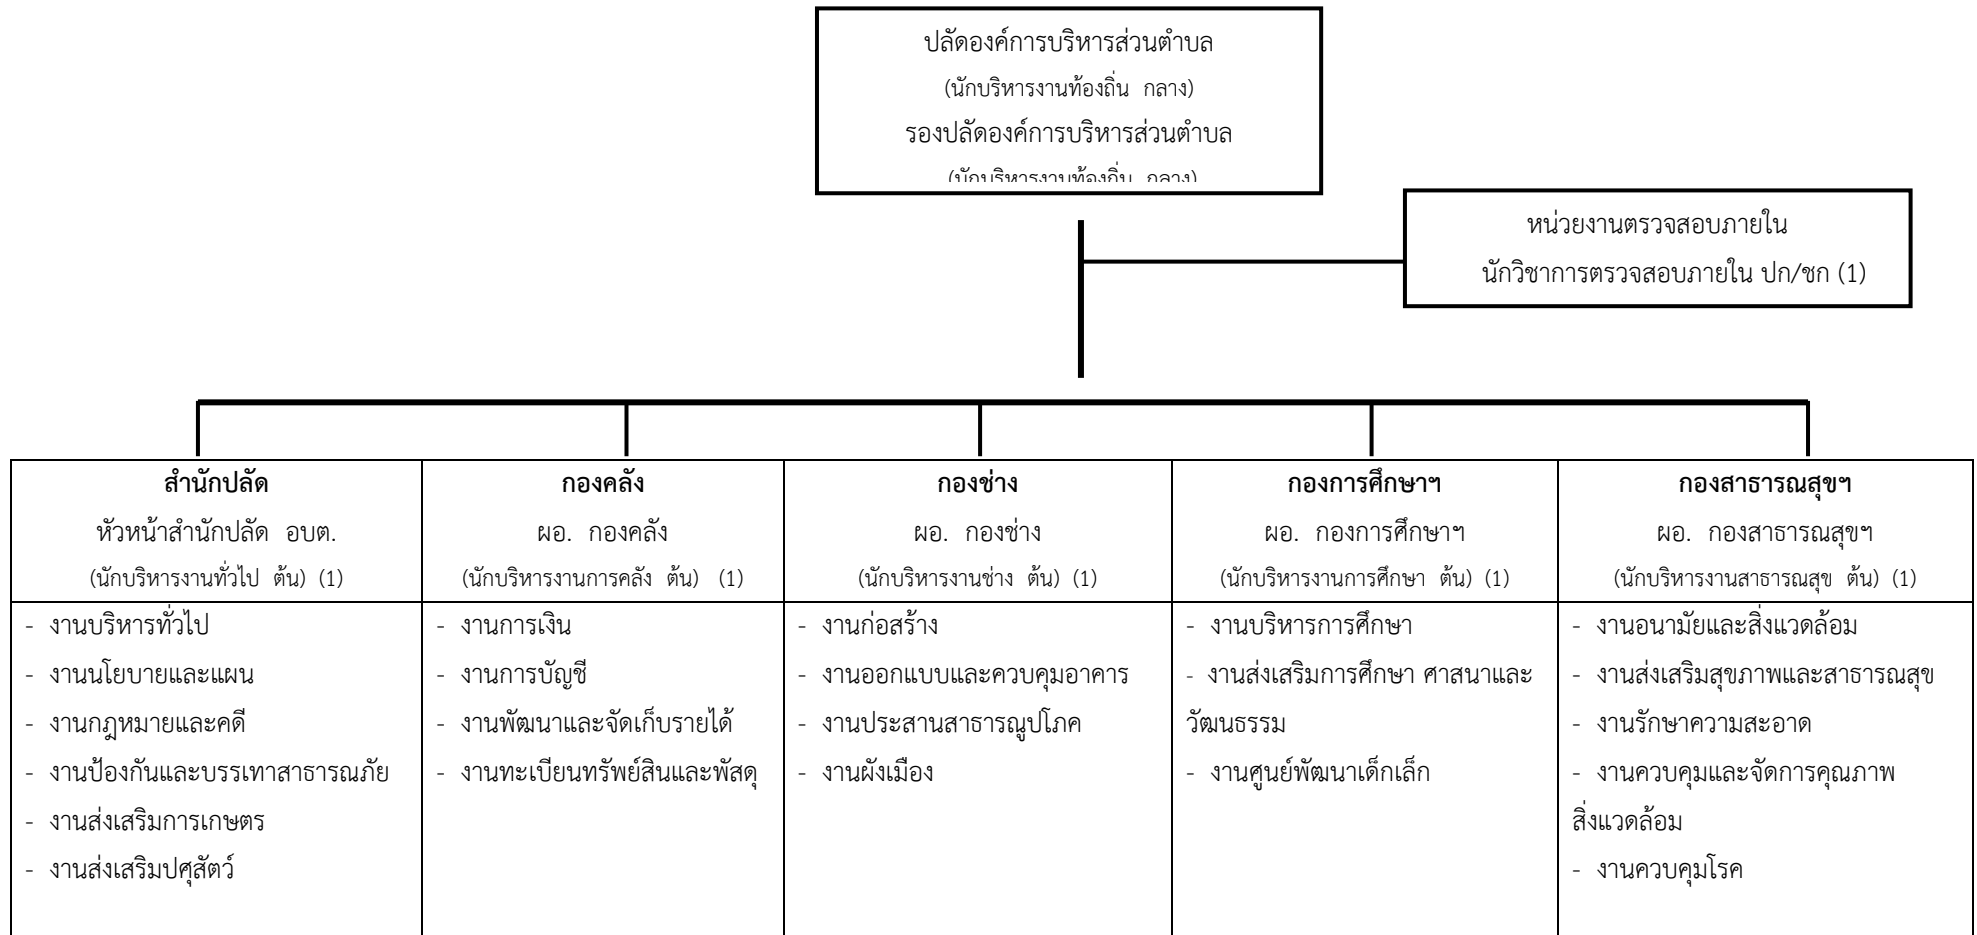 ปลัดองค์การบริหารส่วนตำบล
(นักบริหารงานท้องถิ่น กลาง)
รองปลัดองค์การบริหารส่วนตำบล
(นักบริหารงานท้องถิ่น กลาง)
หน่วยงานตรวจสอบภายใน
นักวิชาการตรวจสอบภายใน ปก/ชก (1)
สำนักปลัด
หัวหน้าสำนักปลัด อบต.
(นักบริหารงานทั่วไป ต้น) (1)
- งานบริหารทั่วไป
- งานนโยบายและแผน
- งานกฎหมายและคดี
- งานป้องกันและบรรเทาสาธารณภัย
- งานส่งเสริมการเกษตร
- งานส่งเสริมปศุสัตว์
กองคลัง
ผอ. กองคลัง
(นักบริหารงานการคลัง ต้น) (1)
- งานการเงิน
- งานการบัญชี
- งานพัฒนาและจัดเก็บรายได้
- งานทะเบียนทรัพย์สินและพัสดุ
กองช่าง
ผอ. กองช่าง
(นักบริหารงานช่าง ต้น) (1)
- งานก่อสร้าง
- งานออกแบบและควบคุมอาคาร
- งานประสานสาธารณูปโภค
- งานผังเมือง
กองการศึกษาฯ
ผอ. กองการศึกษาฯ
(นักบริหารงานการศึกษา ต้น) (1)
- งานบริหารการศึกษา
- งานส่งเสริมการศึกษา ศาสนาและ
วัฒนธรรม
- งานศูนย์พัฒนาเด็กเล็ก
กองสาธารณสุขฯ
ผอ. กองสาธารณสุขฯ
(นักบริหารงานสาธารณสุข ต้น) (1)
- งานอนามัยและสิ่งแวดล้อม
- งานส่งเสริมสุขภาพและสาธารณสุข
- งานรักษาความสะอาด
- งานควบคุมและจัดการคุณภาพ
สิ่งแวดล้อม
- งานควบคุมโรค